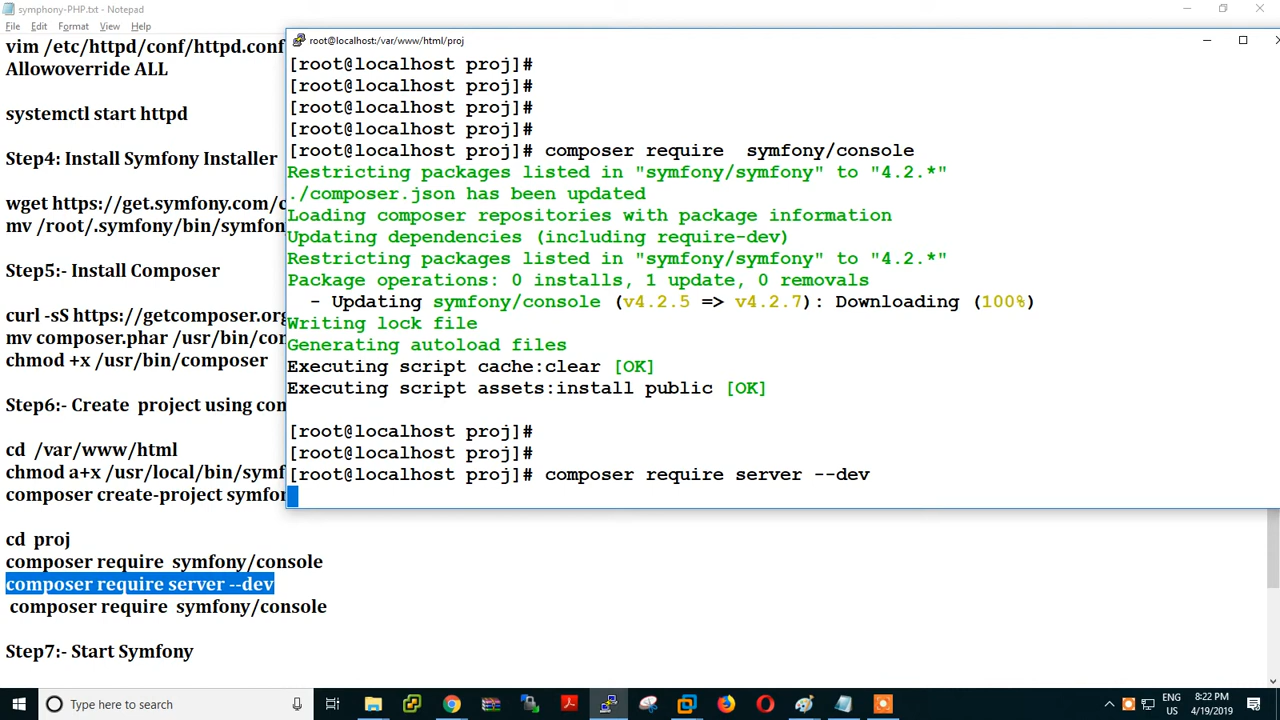 symphony-PHP.txt - Notepad
File Edit Format View Help
vim /etc/httpd/conf/httpd.conf
Allowoverride ALL
systemctl start httpd
Step4: Install Symfony Installer
wget https://get.symfony.com/c
mv /root/.symfony/bin/symfon
Step5:- Install Composer
curl -sS https://getcomposer.org
mv composer.phar /usr/bin/con
chmod +x /usr/bin/composer
Step6:- Create project using con
cd /var/www/html
chmod a+x /usr/local/bin/symf
composer create-project symfon
cd proj
composer require symfony/console
composer require server --dev
composer require symfony/console
Step7:- Start Symfony
root@localhost:/var/www/html/proj
[root@localhost proj]#
[root@localhost proj]#
[root@localhost proj]#
[root@localhost proj]#
[root@localhost proj]# composer require  symfony/console
Restricting packages listed in "symfony/symfony" to "4.2.*"
./composer.json has been updated
Loading composer repositories with package information
Updating dependencies (including require-dev)
Restricting packages listed in "symfony/symfony" to "4.2.*"
Package operations: 0 installs, 1 update, 0 removals
- Updating symfony/console (v4.2.5 => v4.2.7): Downloading (100%)
Writing lock file
Generating autoload files
Executing script cache:clear [OK]
Executing script assets:install public [OK]
[root@localhost proj]#
[root@localhost proj]#
[root@localhost proj]# composer require server --dev
Type here to search
ENG
US
8:22 PM
4/19/2019